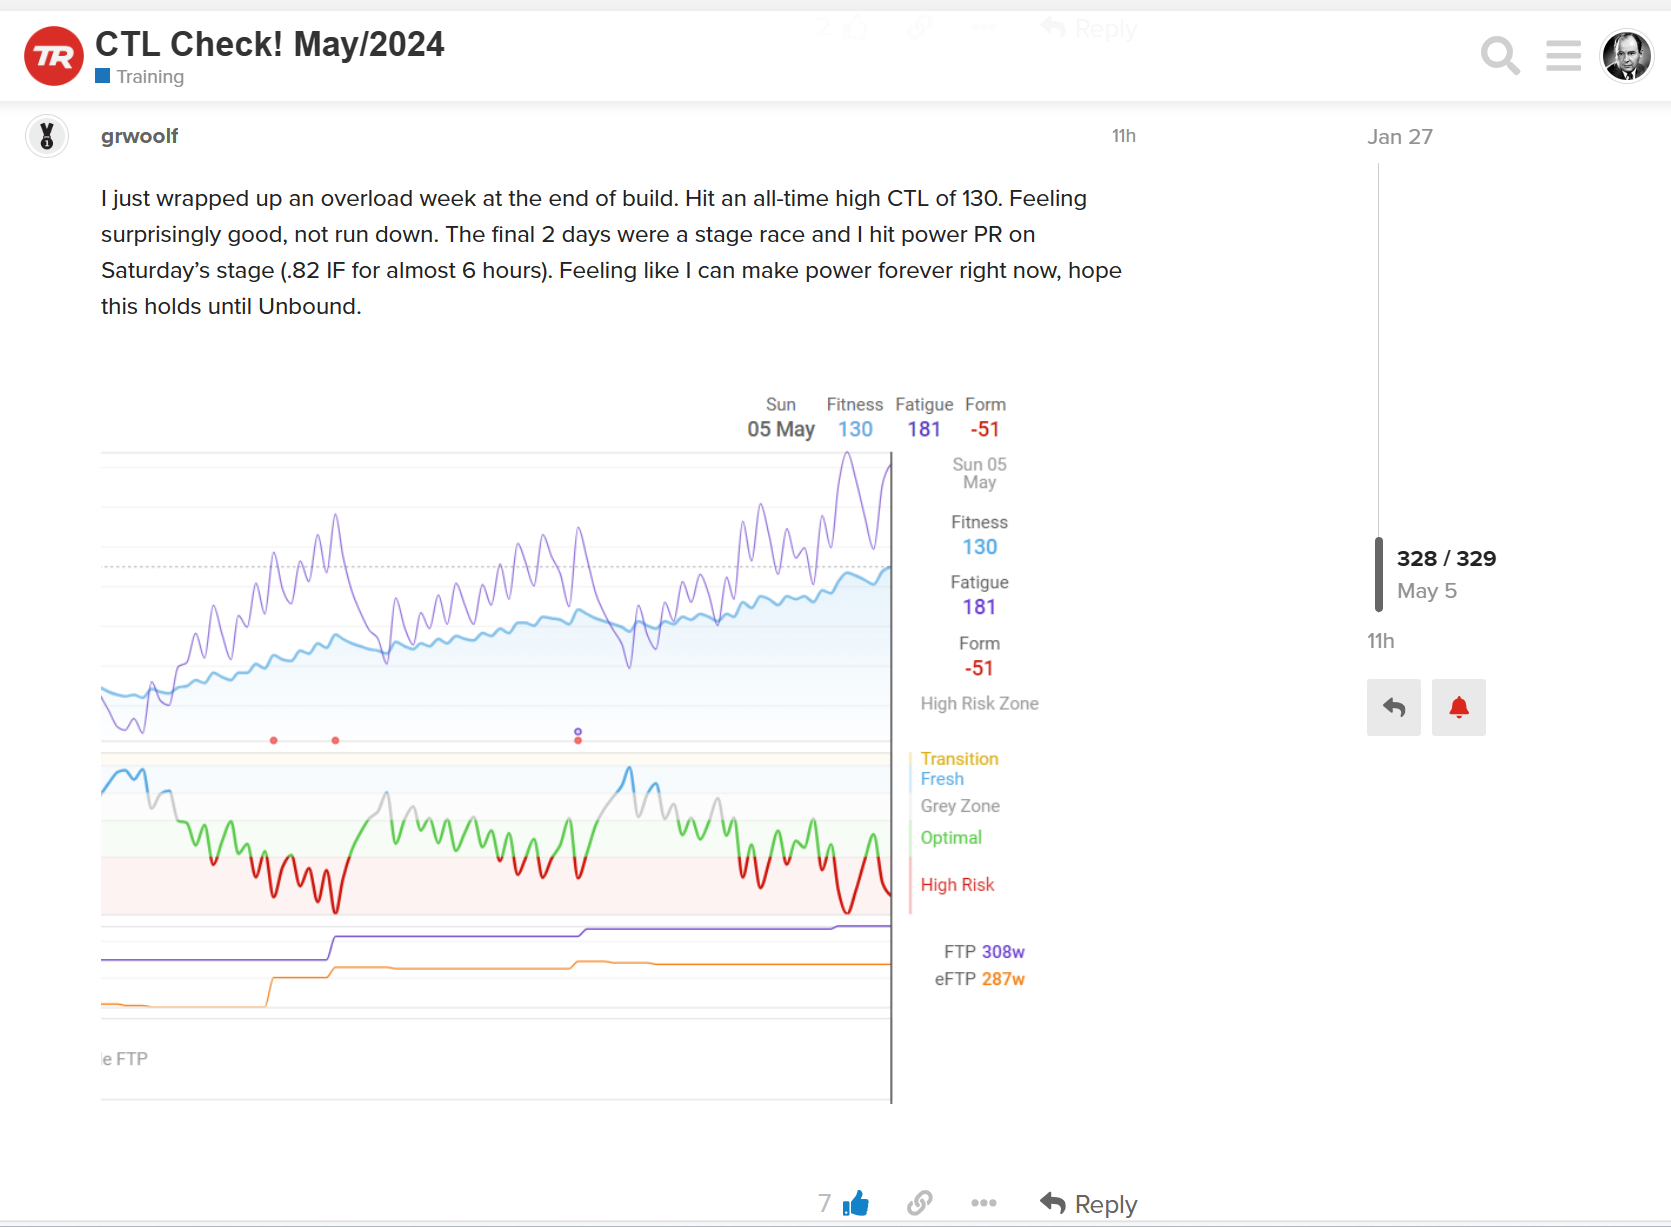 2 Reply
TR
CTL Check! May/2024
Training
grwoolf
11h
Jan 27
I just wrapped up an overload week at the end of build. Hit an all-time high CTL of 130. Feeling
surprisingly good, not run down. The final 2 days were a stage race and I hit power PR on
Saturday’s stage (.82 IF for almost 6 hours). Feeling like I can make power forever right now, hope
this holds until Unbound.
Sun Fitness Fatigue Form
05 May 130 181 -51
Sun 05
May
Fitness
130
Fatigue
181
Form
-51
High Risk Zone
Transition
Fresh
Grey Zone
Optimal
High Risk
FTP 308w
eFTP 287w
e FTP
328 / 329
May 5
11h
7 Reply